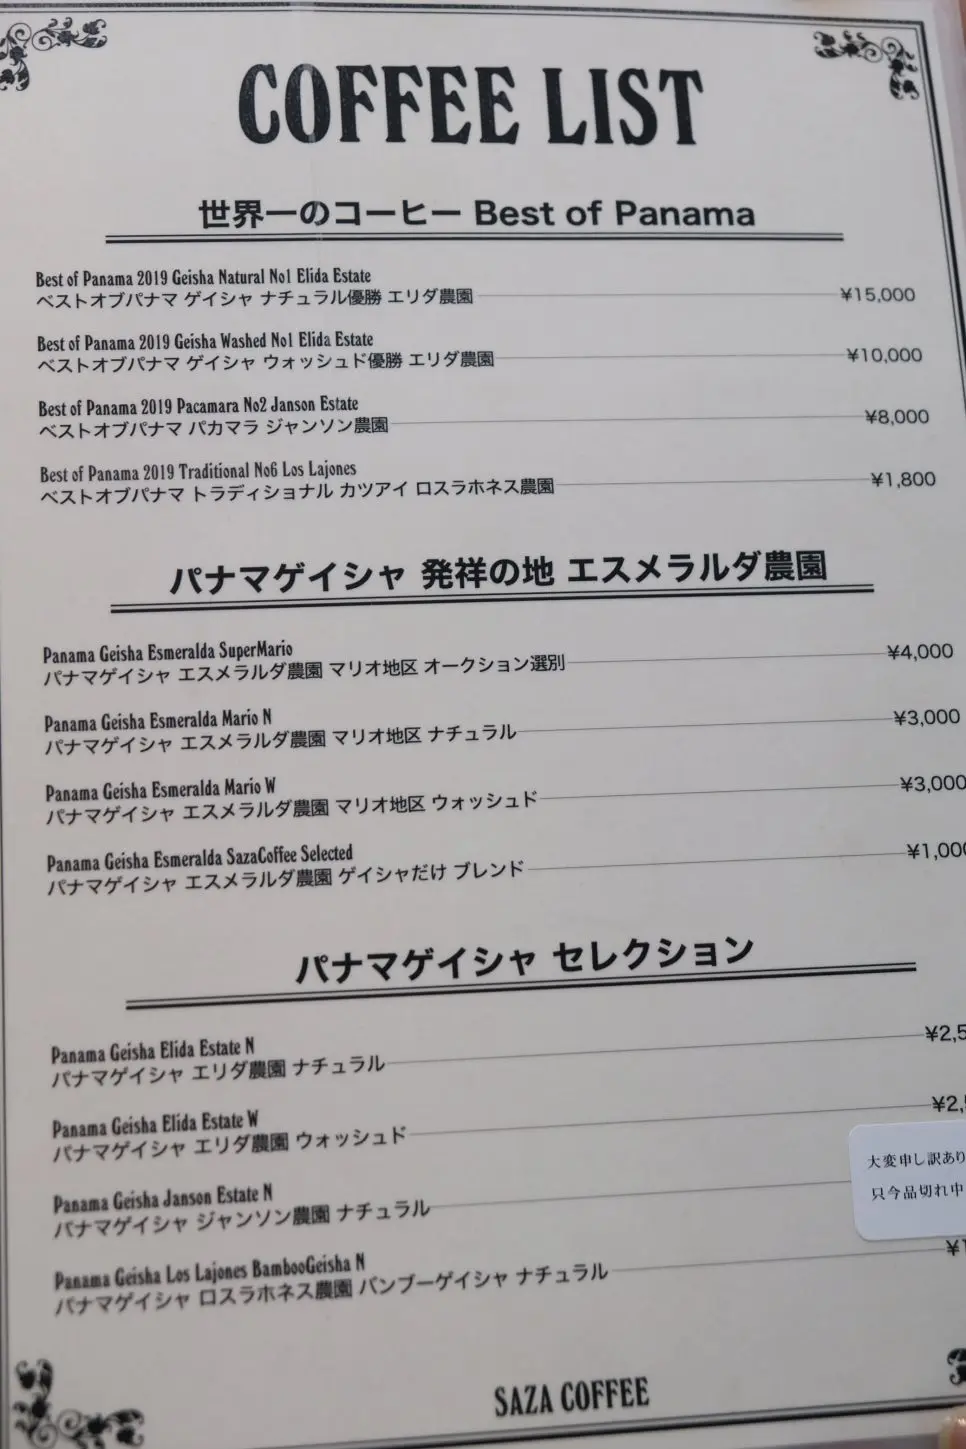 COFFEE LIST
世界一のコーヒー Best of Panama
Best of Panama 2019 Geisha Natural No1 Elida Estate
ベストオブパナマ ゲイシャ ナチュラル優勝 エリダ農園 ¥15,000
Best of Panama 2019 Geisha Washed No1 Elida Estate
ベストオブパナマ ゲイシャ ウォッシュド優勝 エリダ農園 ¥10,000
Best of Panama 2019 Pacamara No2 Janson Estate
ベストオブパナマ パカマラ ジャンソン農園 ¥8,000
Best of Panama 2019 Traditional No6 Los Lajones
ベストオブパナマ トラディショナル カツアイ ロスラホネス農園 ¥1,800
パナマゲイシャ 発祥の地 エスメラルダ農園
Panama Geisha Esmeralda SuperMario
パナマゲイシャ エスメラルダ農園 マリオ地区 オークション選別 ¥4,000
Panama Geisha Esmeralda Mario N
パナマゲイシャ エスメラルダ農園 マリオ地区 ナチュラル ¥3,000
Panama Geisha Esmeralda Mario W
パナマゲイシャ エスメラルダ農園 マリオ地区 ウォッシュド ¥3,000
Panama Geisha Esmeralda SazaCoffee Selected
パナマゲイシャ エスメラルダ農園 ゲイシャだけ ブレンド ¥1,000
パナマゲイシャ セレクション
Panama Geisha Elida Estate N
パナマゲイシャ エリダ農園 ナチュラル ¥2,5
Panama Geisha Elida Estate W
パナマゲイシャ エリダ農園 ウォッシュド ¥2,
大変申し訳あり
Panama Geisha Janson Estate N
パナマゲイシャ ジャンソン農園 ナチュラル
只今品切れ中
Panama Geisha Los Lajones BambooGeisha N
パナマゲイシャ ロスラホネス農園 バンブーゲイシャ ナチュラル ¥1
SAZA COFFEE